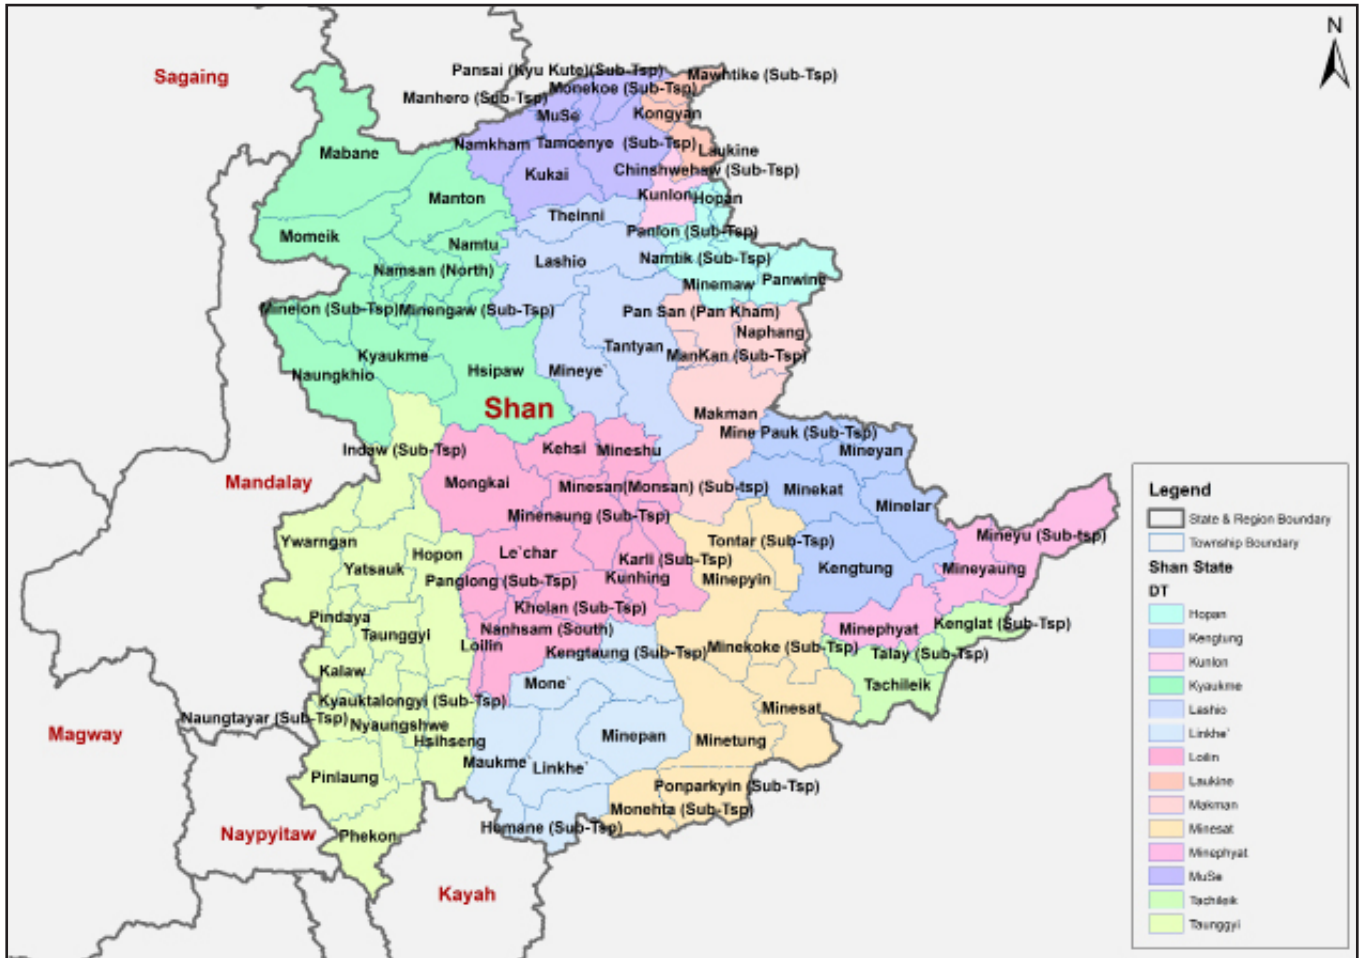 N
Sagaing
Pansai (Kyu Kute)(Sub-Tsp)
Mawhtike (Sub-Tsp)
Monekoe (Sub-Tsp)
Manhero (Sub-Tsp)
MuSe
Kongyan
Namkham
Tamoenye (Sub-Tsp)
Laukine
Mabane
Kukai
Chinshwehaw (Sub-Tsp)
Manton
Kunlon
Hopan
Theinni
Momeik
Panlon (Sub-Tsp)
Namtu
Lashio
Namtik (Sub-Tsp)
Namsan (North)
Minemaw
Panwine
Minelon (Sub-Tsp)
Minengaw (Sub-Tsp)
Pan San (Pan Kham)
Naphang
Tantyan
Kyaukme
ManKan (Sub-Tsp)
Naungkhio
Hsipaw
Mineye`
Shan
Makman
Mine Pauk (Sub-Tsp)
Indaw (Sub-Tsp)
Kehsi
Mineshu
Mineyan
Mandalay
Mongkai
Minesan(Monsan) (Sub-tsp)
Minekat
Minelar
Minenaung (Sub-Tsp)
Mineyu (Sub-tsp)
Ywarngan
Hopon
Le`char
Tontar (Sub-Tsp)
Yatsauk
Karli (Sub-Tsp)
Kengtung
Mineyaung
Panglong (Sub-Tsp)
Kunhing
Minepyin
Kholan (Sub-Tsp)
Pindaya
Taunggyi
Nanhsam (South)
Minephyat
Kenglat (Sub-Tsp)
Loilin
Kengtaung (Sub-Tsp)
Minekoke (Sub-Tsp)
Talay (Sub-Tsp)
Kalaw
Mone`
Tachileik
Kyauktalongyi (Sub-Tsp)
Minesat
Naungtayar (Sub-Tsp)
Nyaungshwe
Magway
Hsihseng
Minepan
Minetung
Maukme`
Linkhe`
Pinlaung
Ponparkyin (Sub-Tsp)
Monehta (Sub-Tsp)
Homane (Sub-Tsp)
Naypyitaw
Phekon
Kayah
Legend
State & Region Boundary
Township Boundary
Shan State
DT
Hopan
Kengtung
Kunlon
Kyaukme
Lashio
Linkhe`
Loilin
Laukine
Makman
Minesat
Minephyat
MuSe
Tachileik
Taunggyi